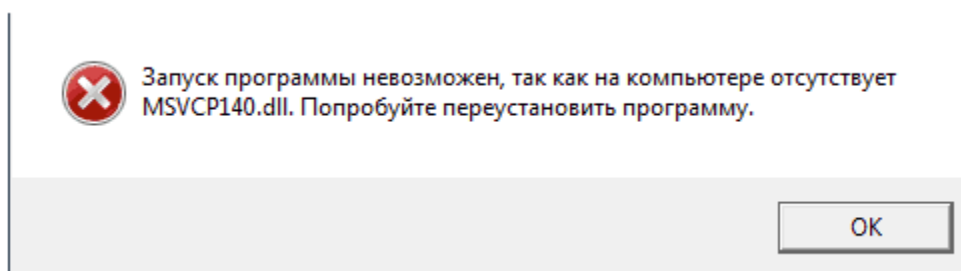 Запуск программы невозможен, так как на компьютере отсутствует
MSVCP140.dll. Попробуйте переустановить программу.
OK